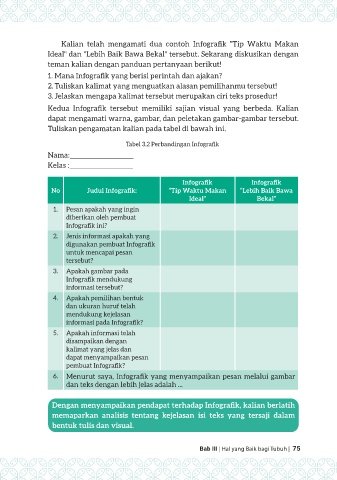 Kalian telah mengamati dua contoh Infografik "Tip Waktu Makan
Ideal" dan "Lebih Baik Bawa Bekal" tersebut. Sekarang diskusikan dengan
teman kalian dengan panduan pertanyaan berikut!
1. Mana Infografik yang berisi perintah dan ajakan?
2. Tuliskan kalimat yang menguatkan alasan pemilihanmu tersebut!
3. Jelaskan mengapa kalimat tersebut merupakan ciri teks prosedur!
Kedua Infografik tersebut memiliki sajian visual yang berbeda. Kalian
dapat mengamati warna, gambar, dan peletakan gambar-gambar tersebut.
Tuliskan pengamatan kalian pada tabel di bawah ini.
Tabel 3.2 Perbandingan Infografik
Nama:
Kelas :
No Judul Infografik: Infografik "Tip Waktu Makan Ideal" Infografik "Lebih Baik Bawa Bekal"
1. Pesan apakah yang ingin
diberikan oleh pembuat
Infografik ini?
2. Jenis informasi apakah yang
digunakan pembuat Infografik
untuk mencapai pesan
tersebut?
3. Apakah gambar pada
Infografik mendukung
informasi tersebut?
4. Apakah pemilihan bentuk
dan ukuran huruf telah
mendukung kejelasan
informasi pada Infografik?
5. Apakah informasi telah
disampaikan dengan
kalimat yang jelas dan
dapat menyampaikan pesan
pembuat Infografik?
6. Menurut saya, Infografik yang menyampaikan pesan melalui gambar
dan teks dengan lebih jelas adalah ...
Dengan menyampaikan pendapat terhadap Infografik, kalian berlatih
memaparkan analisis tentang kejelasan isi teks yang tersaji dalam
bentuk tulis dan visual.
Bab III | Hal yang Baik bagi Tubuh | 75